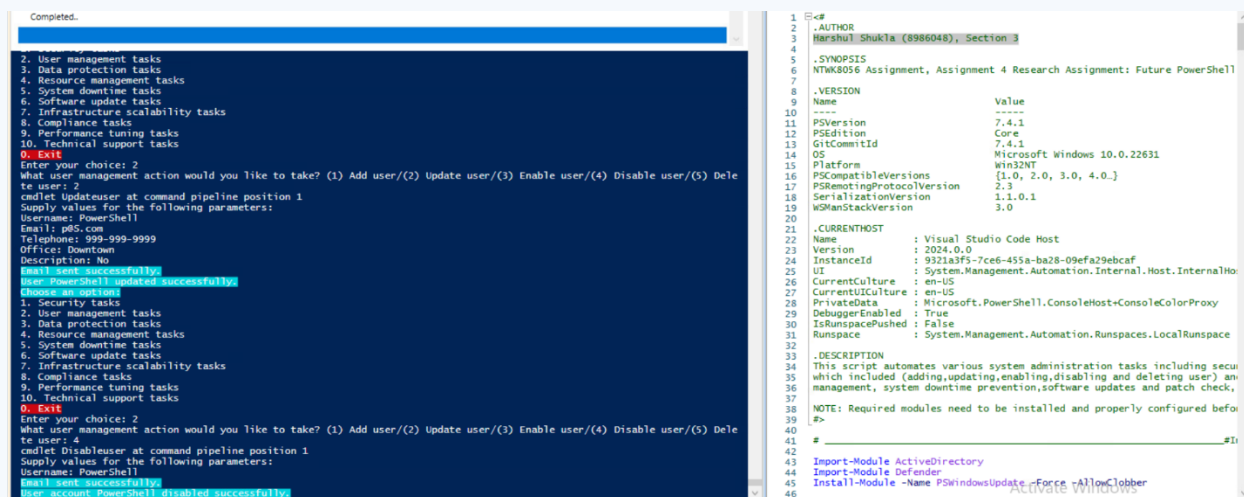 Completed..
2. User management tasks
3. Data protection tasks
4. Resource management tasks
5. System downtime tasks
6. Software update tasks
7. Infrastructure scalability tasks
8. Compliance tasks
9. Performance tuning tasks
10. Technical support tasks
0. Exit
Enter your choice: 2
What user management action would you like to take? (1) Add user/(2) Update user/(3) Enable user/(4) Disable user/(5) Dele
te user: 2
cmdlet Updateuser at command pipeline position 1
Supply values for the following parameters:
Username: PowerShell
Email: p@S.com
Telephone: 999-999-9999
Office: Downtown
Description: No
Email sent successfully.
User PowerShell updated successfully.
Choose an option:
1. Security tasks
2. User management tasks
3. Data protection tasks
4. Resource management tasks
5. System downtime tasks
6. Software update tasks
7. Infrastructure scalability tasks
8. Compliance tasks
9. Performance tuning tasks
10. Technical support tasks
0. Exit
Enter your choice: 2
What user management action would you like to take? (1) Add user/(2) Update user/(3) Enable user/(4) Disable user/(5) Dele
te user: 4
cmdlet Disableuser at command pipeline position 1
Supply values for the following parameters:
Username: PowerShell
Email sent successfully.
User account PowerShell disabled successfully.
1 <#
2 .AUTHOR
3 Harshul Shukla (8986048), Section 3
4
5 .SYNOPSIS
6 NTWK8056 Assignment, Assignment 4 Research Assignment: Future PowerShell
7
8 .VERSION
9 Name Value
10 ---- -----
11 PSVersion 7.4.1
12 PSEdition Core
13 GitCommitId 7.4.1
14 OS Microsoft Windows 10.0.22631
15 Platform Win32NT
16 PSCompatibleVersions {1.0, 2.0, 3.0, 4.0…}
17 PSRemotingProtocolVersion 2.3
18 SerializationVersion 1.1.0.1
19 WSManStackVersion 3.0
20
21 .CURRENTHOST
22 Name : Visual Studio Code Host
23 Version : 2024.0.0
24 InstanceId : 9321a3f5-7ce6-455a-ba28-09efa29ebcaf
25 UI : System.Management.Automation.Internal.Host.InternalHo
26 CurrentCulture : en-US
27 CurrentUICulture : en-US
28 PrivateData : Microsoft.PowerShell.ConsoleHost+ConsoleColorProxy
29 DebuggerEnabled : True
30 IsRunspacePushed : False
31 Runspace : System.Management.Automation.Runspaces.LocalRunspace
32
33 .DESCRIPTION
34 This script automates various system administration tasks including secu
35 which included (adding,updating,enabling,disabling and deleting user) an
36 management, system downtime prevention,software updates and patch check,
37
38 NOTE: Required modules need to be installed and properly configured befo
39 #>
40
41 # #I
42
43 Import-Module ActiveDirectory
44 Import-Module Defender
45 Install-Module -Name PSWindowsUpdate -Force -AllowClobber
46
Activate Windows